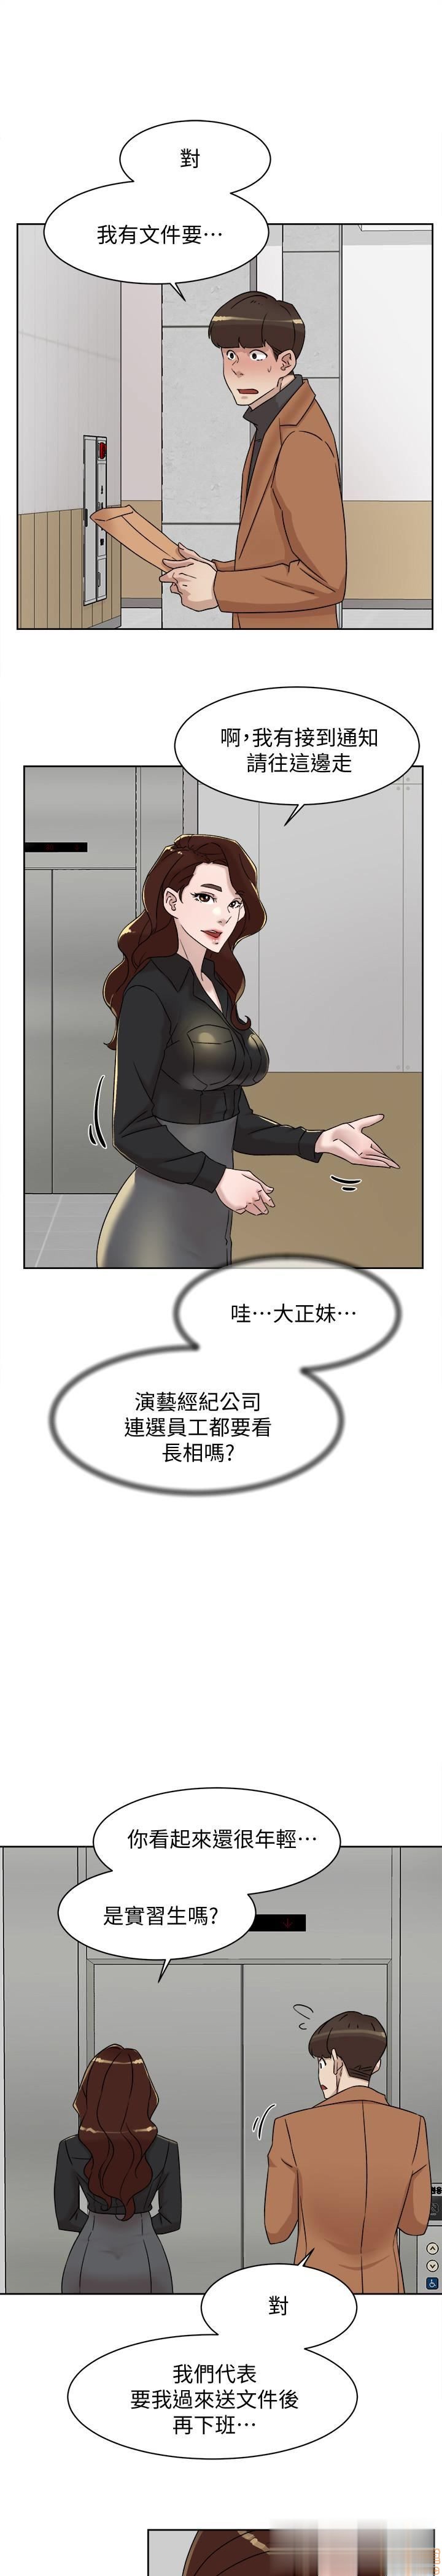 對
我有文件要⋯
啊,我有接到通知
請往這邊走
哇⋯大正妹⋯
演藝經紀公司
連選員工都要看
長相嗎?
你看起來還很年輕⋯
是實習生嗎?
對
我們代表
要我過來送文件後
再下班⋯